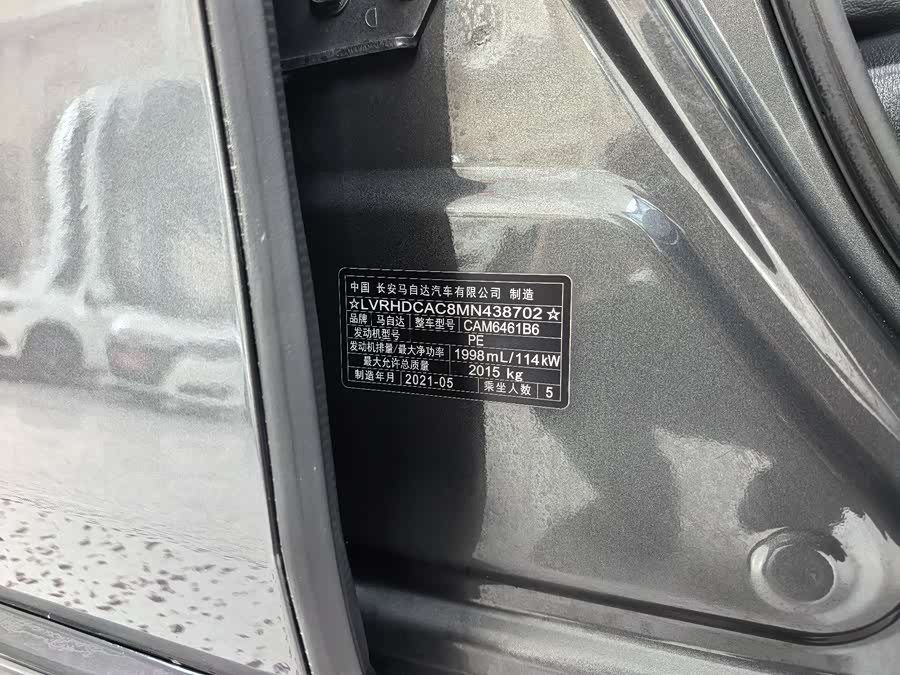 D
中国 长安马自达汽车有限公司 制造
☆LVRHDCAC8MN438702☆
品牌 马自达 整车型号 CAM6461B6
发动机型号 PE
发动机排量/最大净功率 1998mL/114kW
最大允许总质量 2015 kg
制造年月 2021-05 乘坐人数 5